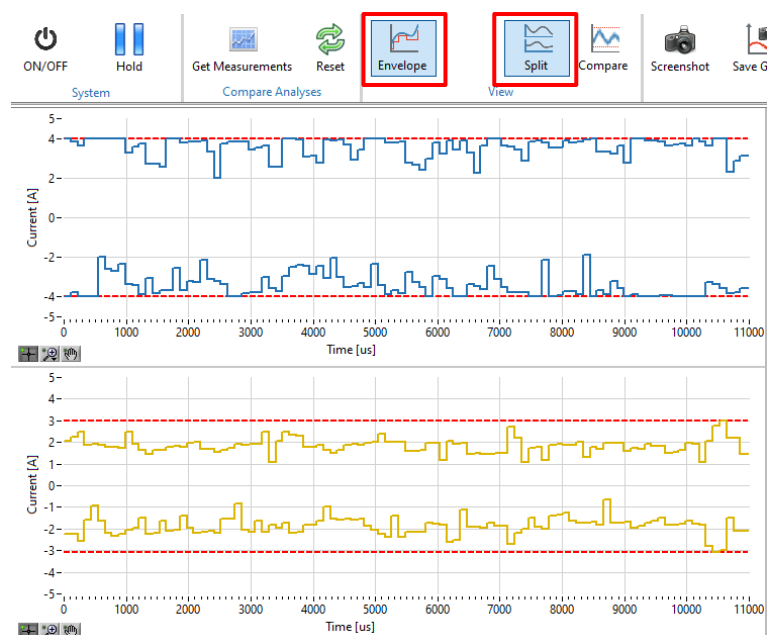 ON/OFF Hold Get Measurements Reset Envelope Split Compare Screenshot Save G
System Compare Analyses View
5
4
2
0
-2
-4
-5
Current [A]
0 1000 2000 3000 4000 5000 6000 7000 8000 9000 10000 11000
Time [us]
5
4
3
2
1
0
-1
-2
-3
-4
-5
Current [A]
0 1000 2000 3000 4000 5000 6000 7000 8000 9000 10000 11000
Time [us]